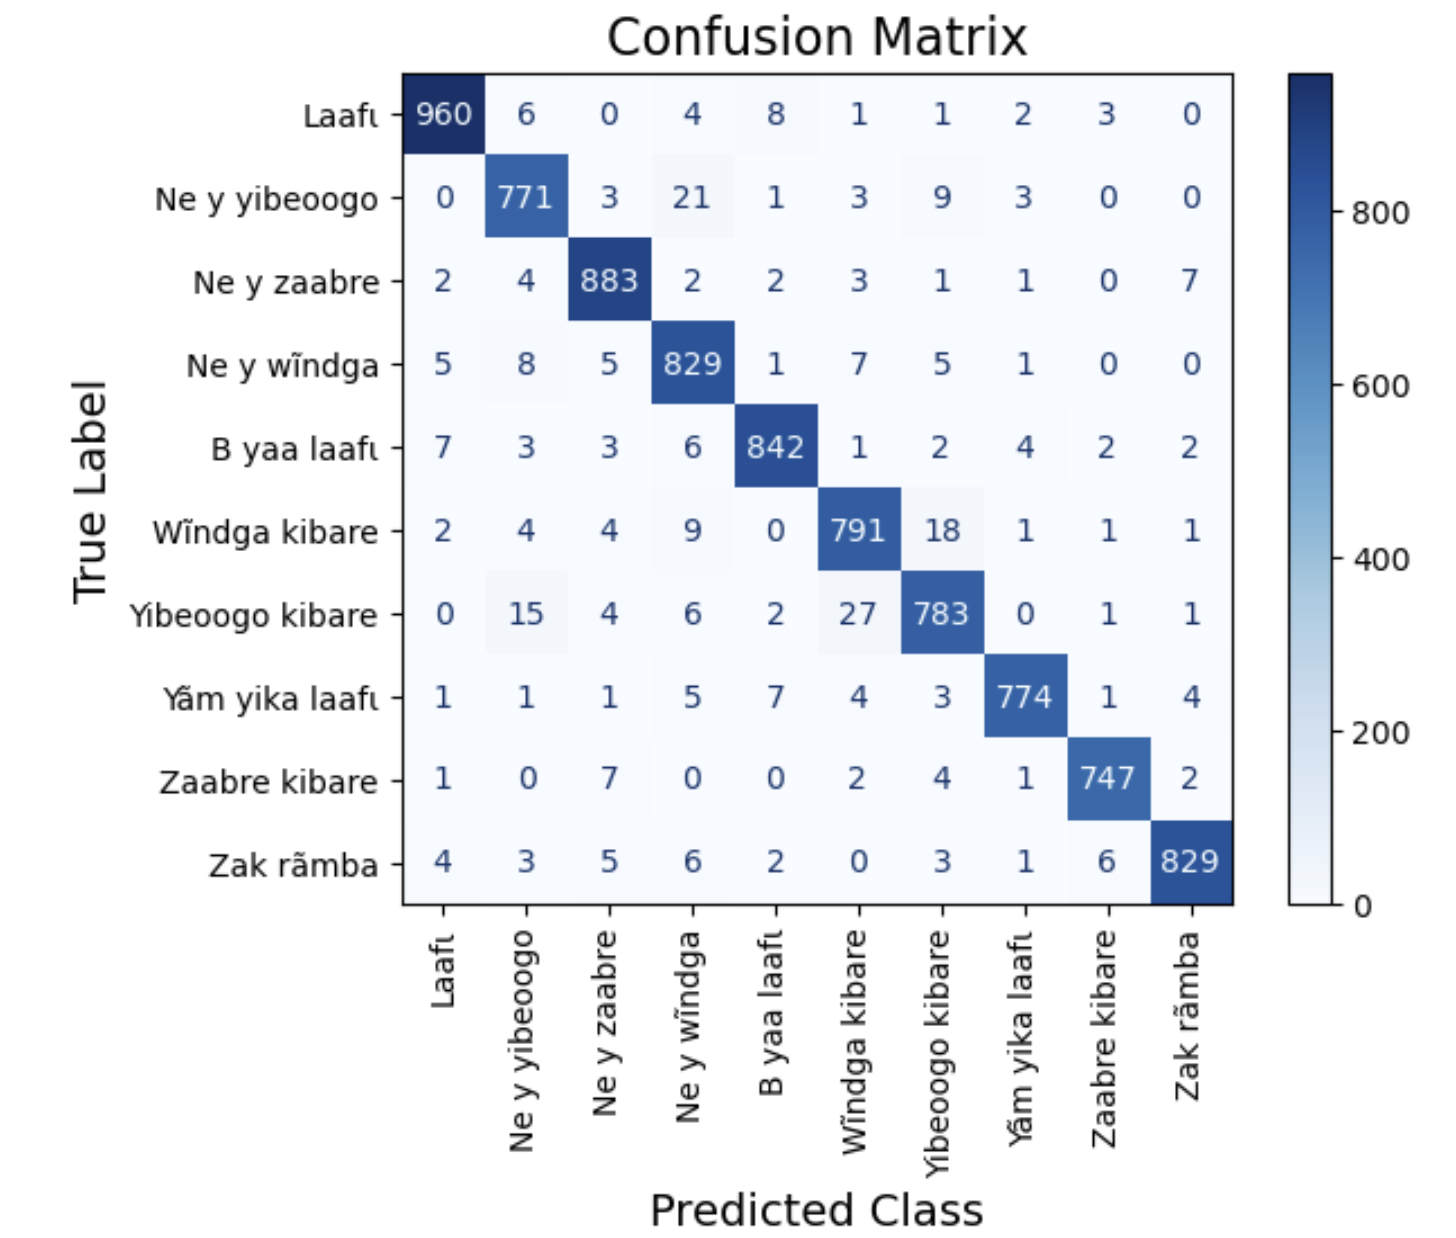 Confusion Matrix
Laafɩ 960 6 0 4 8 1 1 2 3 0
Ne y yibeoogo 0 771 3 21 1 3 9 3 0 0
Ne y zaabre 2 4 883 2 2 3 1 1 0 7
Ne y wĩndga 5 8 5 829 1 7 5 1 0 0
B yaa laafɩ 7 3 3 6 842 1 2 4 2 2
Wĩndga kibare 2 4 4 9 0 791 18 1 1 1
Yibeoogo kibare 0 15 4 6 2 27 783 0 1 1
Yãm yika laafɩ 1 1 1 5 7 4 3 774 1 4
Zaabre kibare 1 0 7 0 0 2 4 1 747 2
Zak rãmba 4 3 5 6 2 0 3 1 6 829
True Label
Laafɩ
Ne y yibeoogo
Ne y zaabre
Ne y wĩndga
B yaa laafɩ
Wĩndga kibare
Yibeoogo kibare
Yãm yika laafɩ
Zaabre kibare
Zak rãmba
Predicted Class
800
600
400
200
0